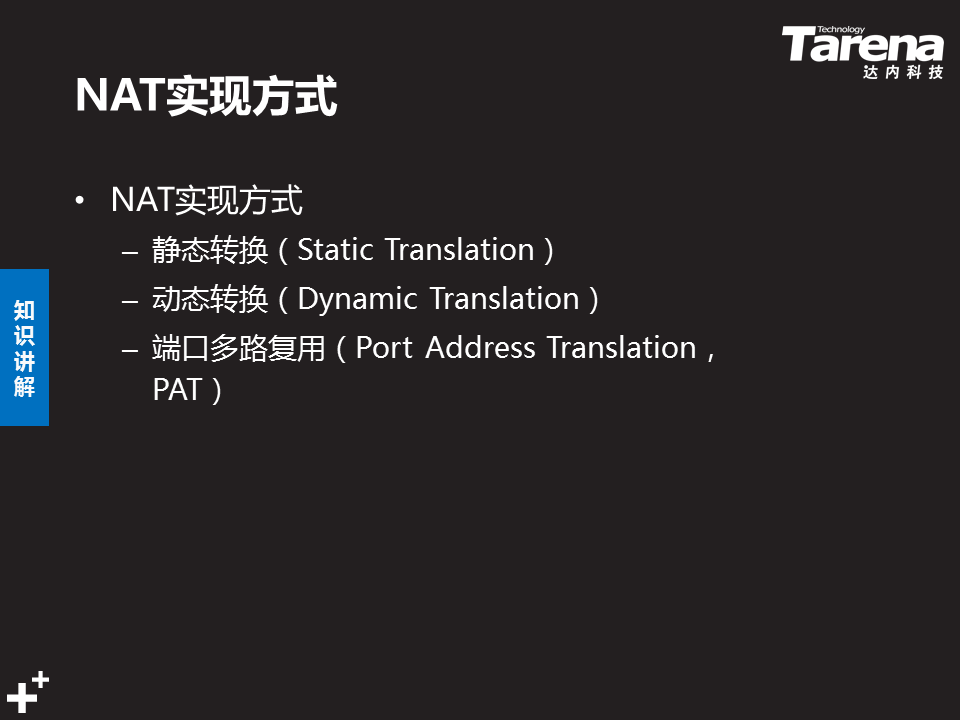 Technology
Tarena
达内科技
NAT实现方式
• NAT实现方式
– 静态转换（Static Translation）
– 动态转换（Dynamic Translation）
– 端口多路复用（Port Address Translation，
PAT）
知
识
讲
解